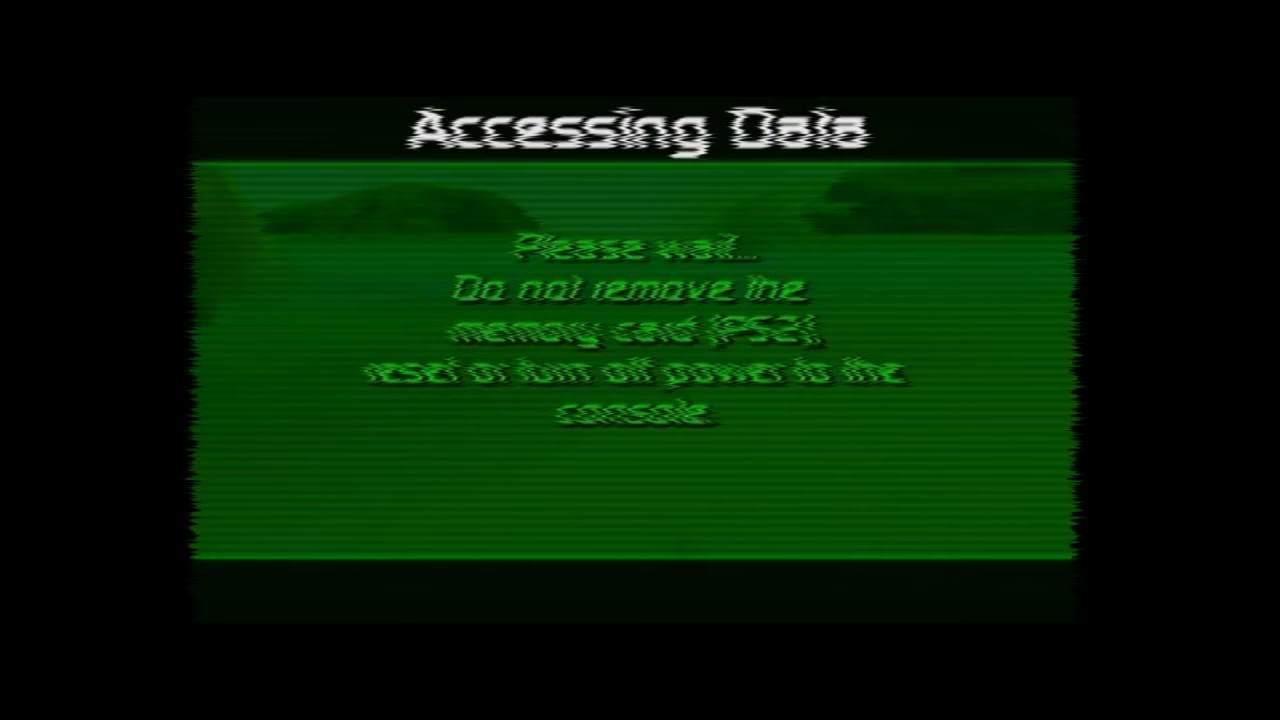 Accessing Data
Please wait...
Do not remove the
memory card (PS2),
reset or turn off power to the
console.